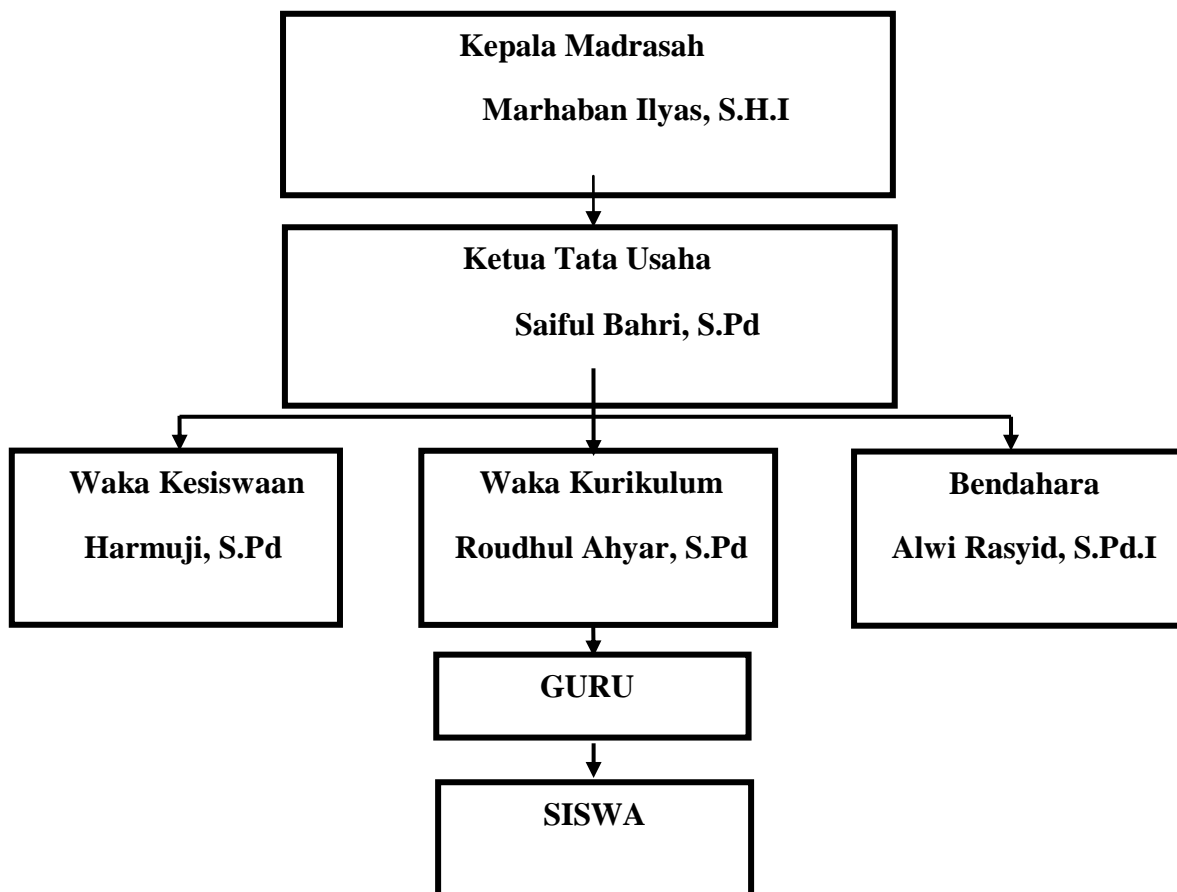 Kepala Madrasah
Marhaban Ilyas, S.H.I
Ketua Tata Usaha
Saiful Bahri, S.Pd
Waka Kesiswaan
Harmuji, S.Pd
Waka Kurikulum
Roudhul Ahyar, S.Pd
Bendahara
Alwi Rasyid, S.Pd.I
GURU
SISWA